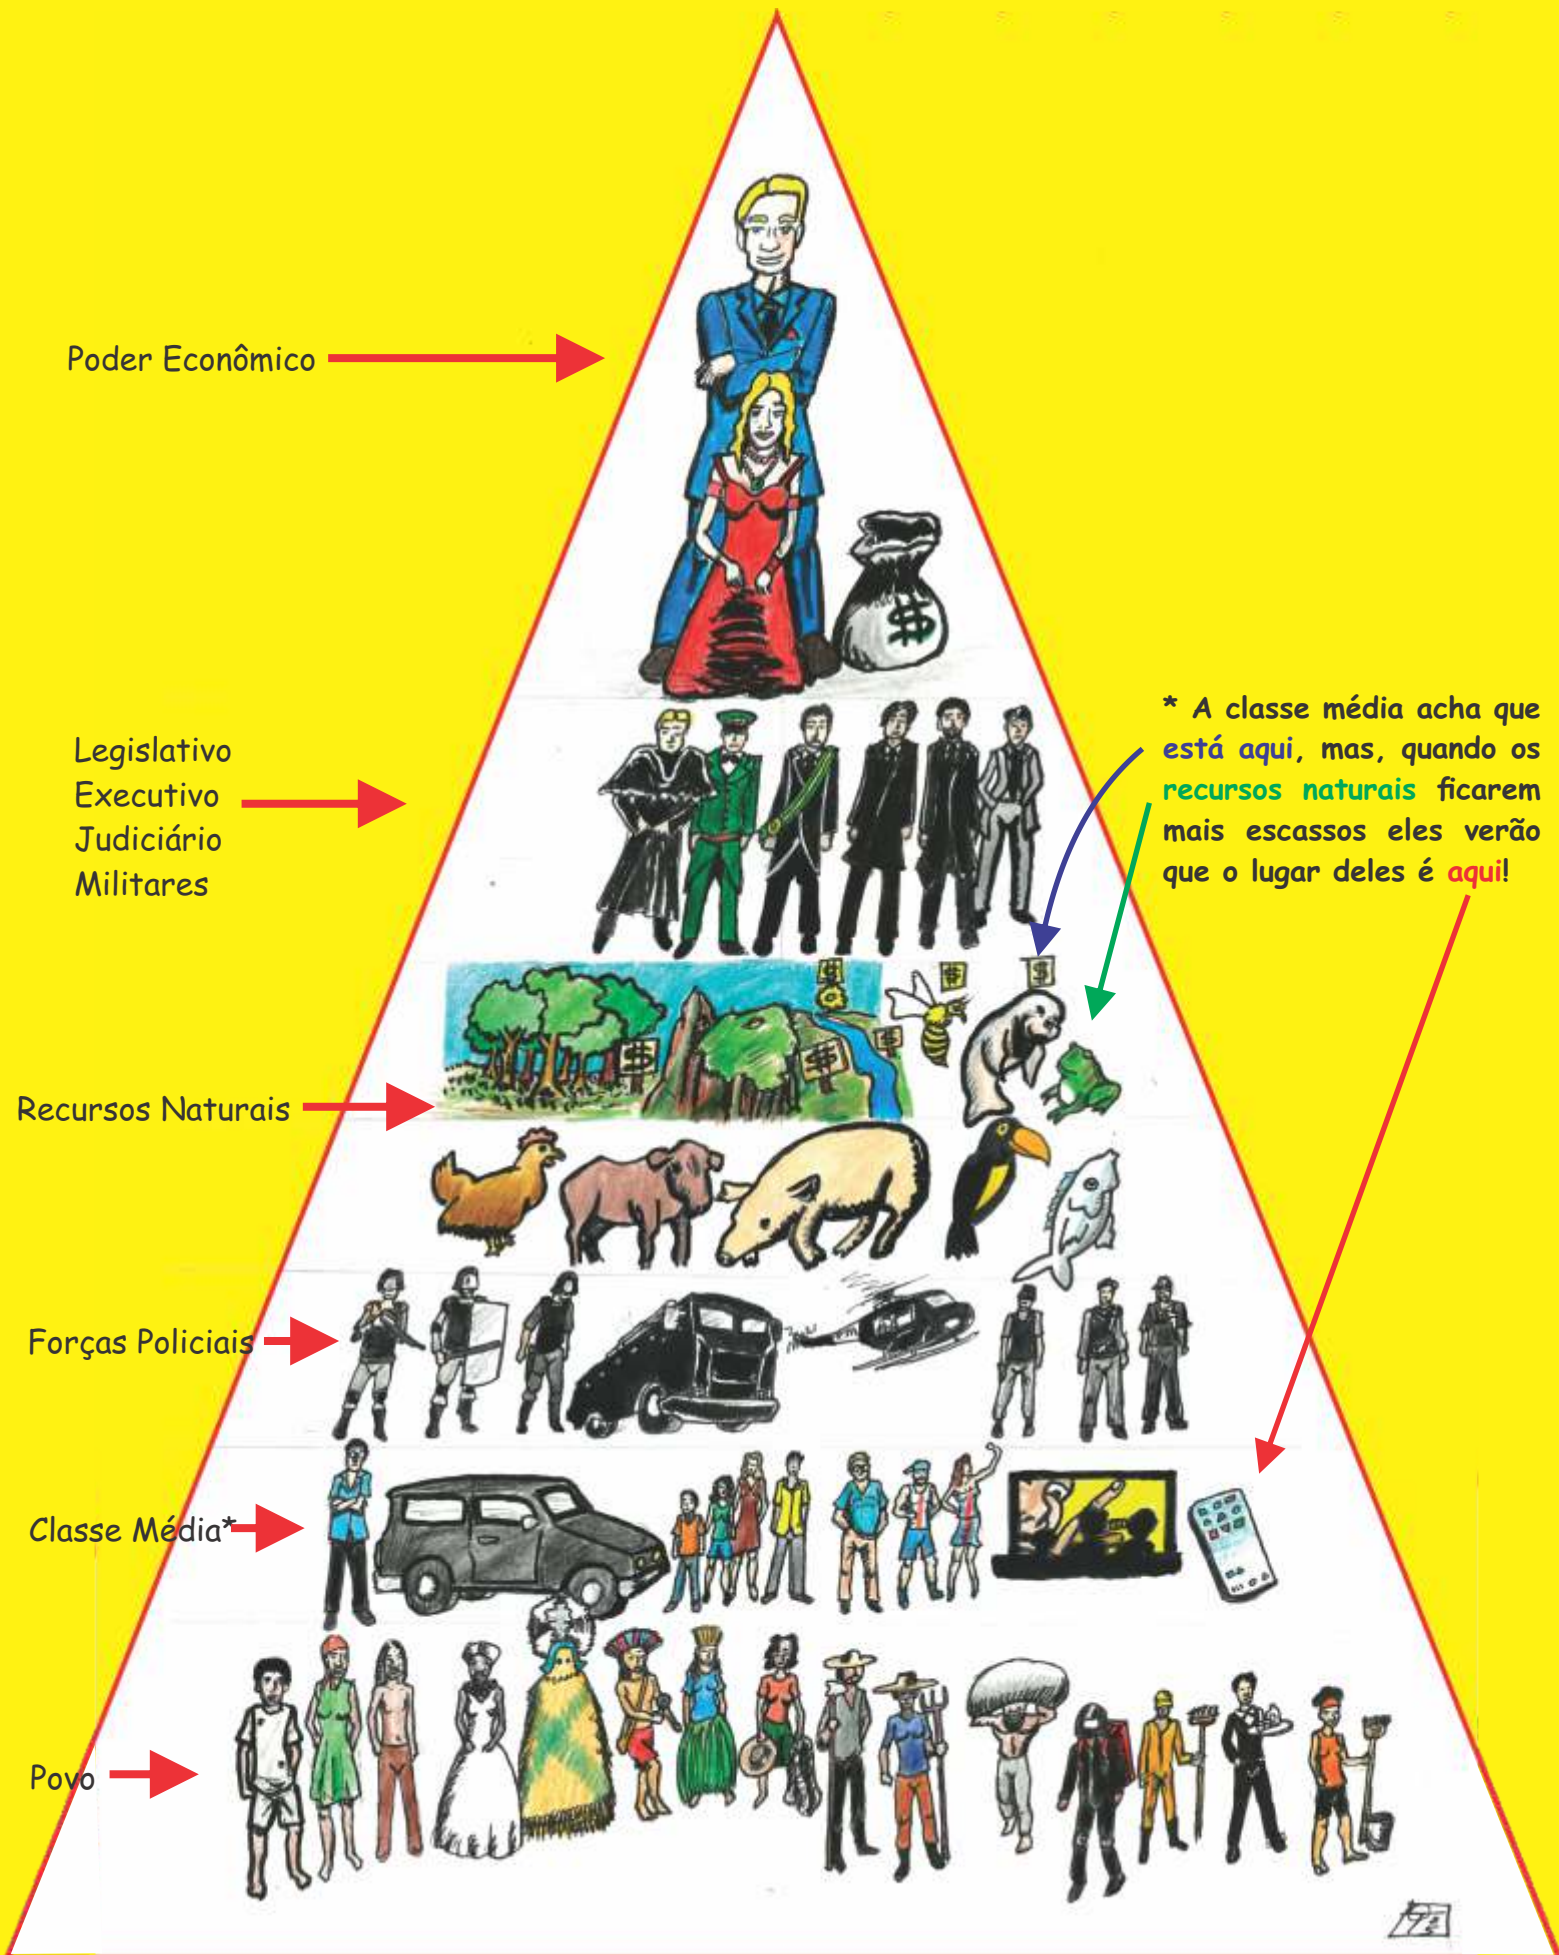 Poder Econômico
Legislativo
Executivo
Judiciário
Militares
* A classe média acha que
está aqui, mas, quando os
recursos naturais ficarem
mais escassos eles verão
que o lugar deles é aqui!
$
$
$
$
$
$
$
Recursos Naturais
Forças Policiais
PM
Classe Média*
Povo